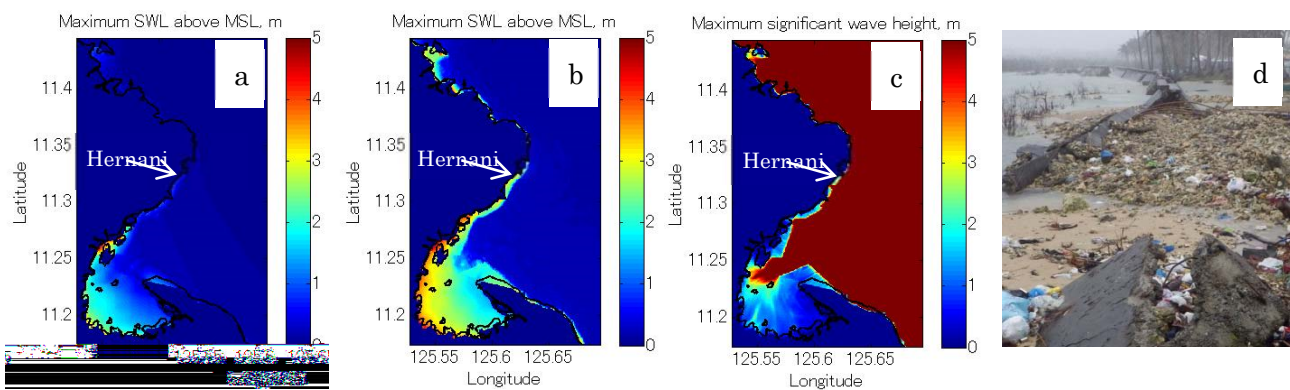 Maximum SWL above MSL, m
a
Hernani
Latitude
11.4
11.35
11.3
11.25
11.2
5
4
3
2
1
0
Maximum SWL above MSL, m
b
Hernani
Latitude
11.4
11.35
11.3
11.25
11.2
125.55 125.6 125.65
Longitude
5
4
3
2
1
0
Maximum significant wave height, m
c
Hernani
Latitude
11.4
11.35
11.3
11.25
11.2
125.55 125.6 125.65
Longitude
5
4
3
2
1
0
d